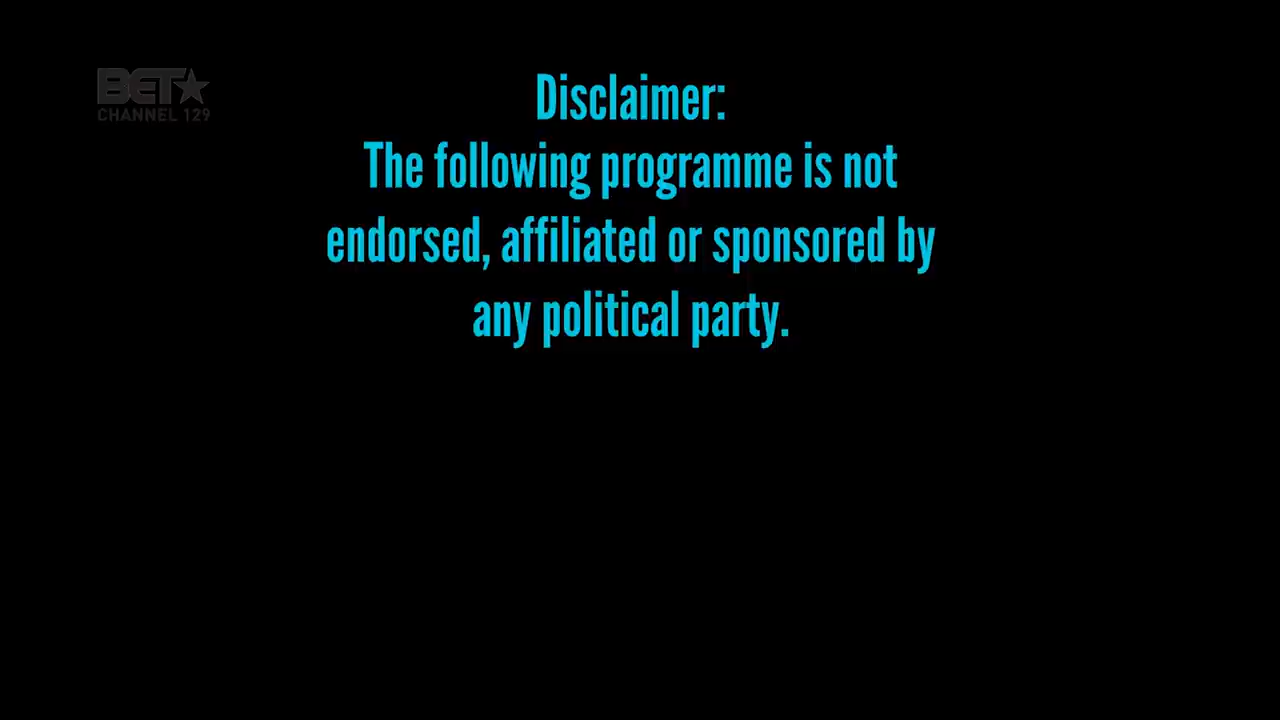 BET★
CHANNEL 129
Disclaimer:
The following programme is not
endorsed, affiliated or sponsored by
any political party.